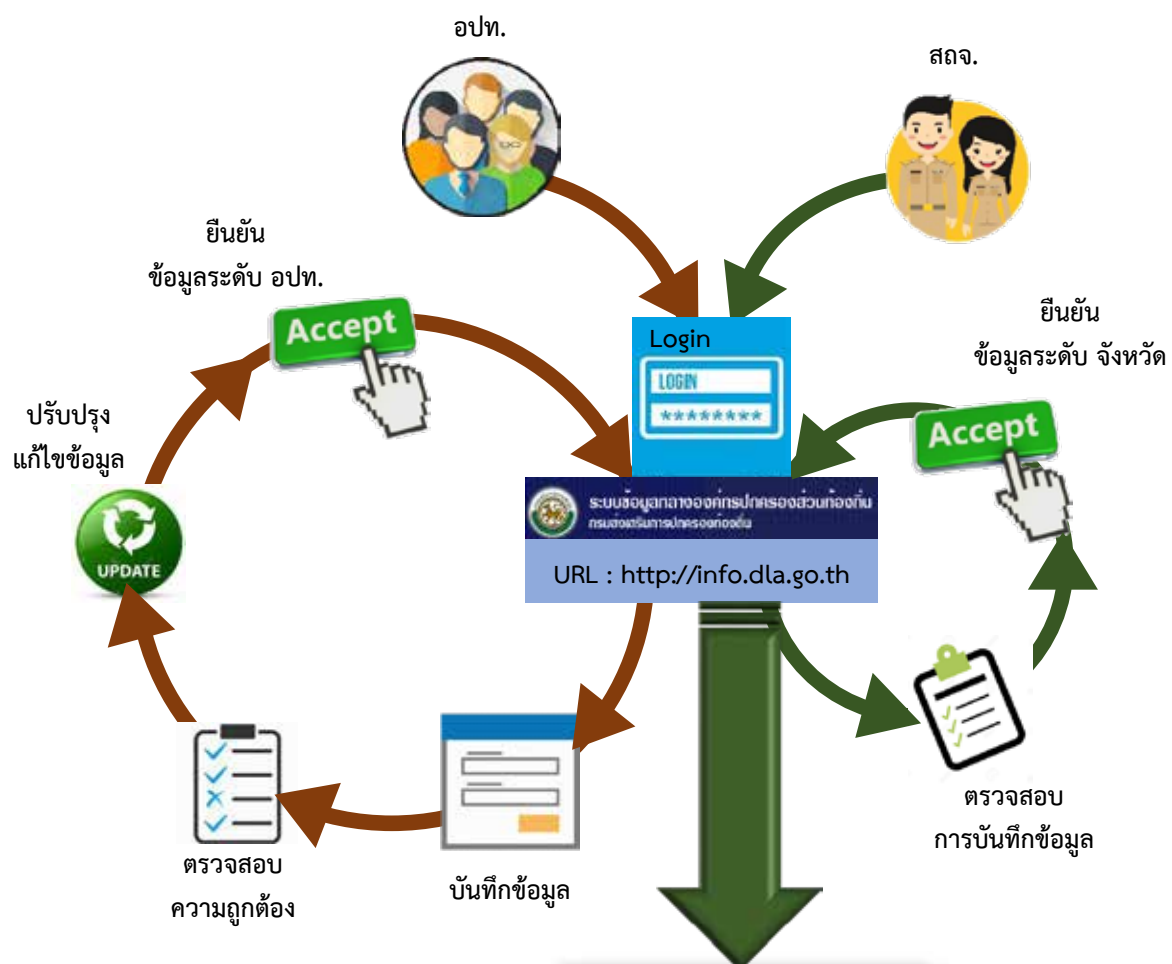 อปท.
สถจ.
ยืนยัน
ข้อมูลระดับ อปท.
Accept
Login
LOGIN
********
ยืนยัน
ข้อมูลระดับ จังหวัด
Accept
ปรับปรุง
แก้ไขข้อมูล
UPDATE
ระบบข้อมูลกลางองค์กรปกครองส่วนท้องถิ่น
กรมส่งเสริมการปกครองท้องถิ่น
URL : http://info.dla.go.th
ตรวจสอบ
ความถูกต้อง
บันทึกข้อมูล
ตรวจสอบ
การบันทึกข้อมูล